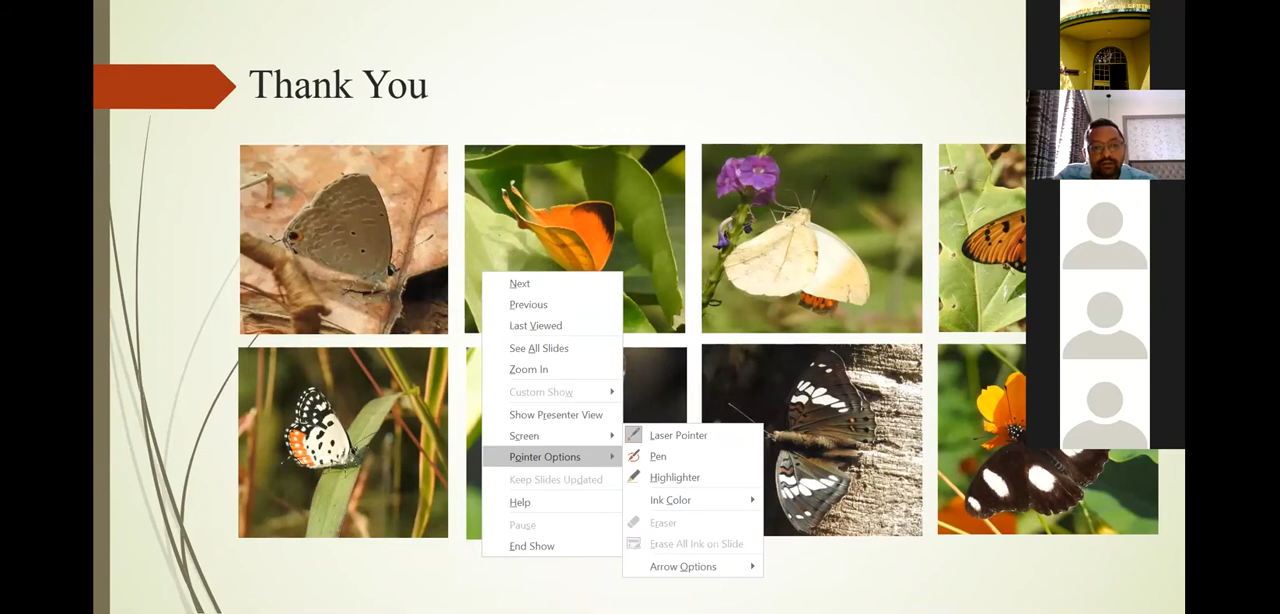 Thank You
Next
Previous
Last Viewed
See All Slides
Zoom In
Custom Show
Show Presenter View
Screen
Pointer Options
Keep Slides Updated
Help
Pause
End Show
Laser Pointer
Pen
Highlighter
Ink Color
Eraser
Erase All Ink on Slide
Arrow Options